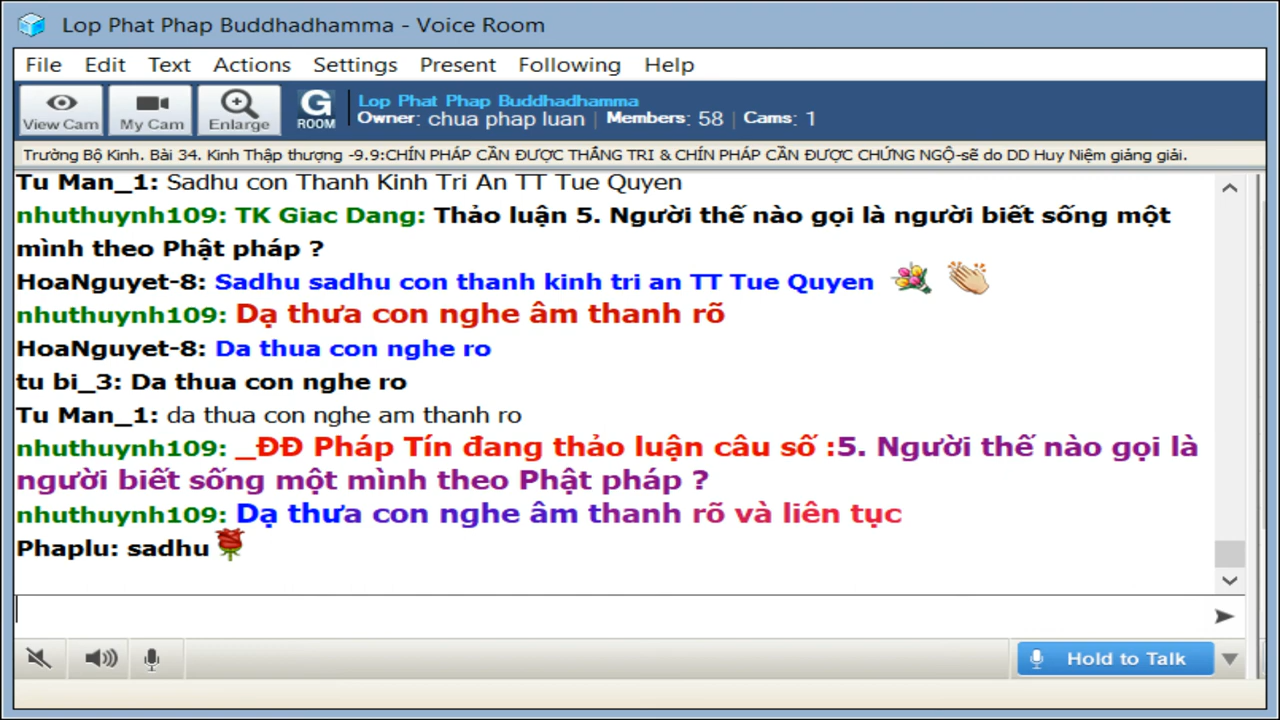 Lop Phat Phap Buddhadhamma - Voice Room
File Edit Text Actions Settings Present Following Help
View Cam My Cam Enlarge G ROOM
Lop Phat Phap Buddhadhamma
Owner: chua phap luan | Members: 58 | Cams: 1
Trường Bộ Kinh. Bài 34. Kinh Thập thượng -9.9:CHÍN PHÁP CẦN ĐƯỢC THẮNG TRI & CHÍN PHÁP CẦN ĐƯỢC CHỨNG NGỘ-sẽ do DD Huy Niệm giảng giải.
Tu Man_1: Sadhu con Thanh Kinh Tri An TT Tue Quyen
nhuthuynh109: TK Giac Dang: Thảo luận 5. Người thế nào gọi là người biết sống một
mình theo Phật pháp ?
HoaNguyet-8: Sadhu sadhu con thanh kinh tri an TT Tue Quyen
nhuthuynh109: Dạ thưa con nghe âm thanh rõ
HoaNguyet-8: Da thua con nghe ro
tu bi_3: Da thua con nghe ro
Tu Man_1: da thua con nghe am thanh ro
nhuthuynh109: _ĐĐ Pháp Tín đang thảo luận câu số :5. Người thế nào gọi là
người biết sống một mình theo Phật pháp ?
nhuthuynh109: Dạ thưa con nghe âm thanh rõ và liên tục
Phaplu: sadhu
Hold to Talk